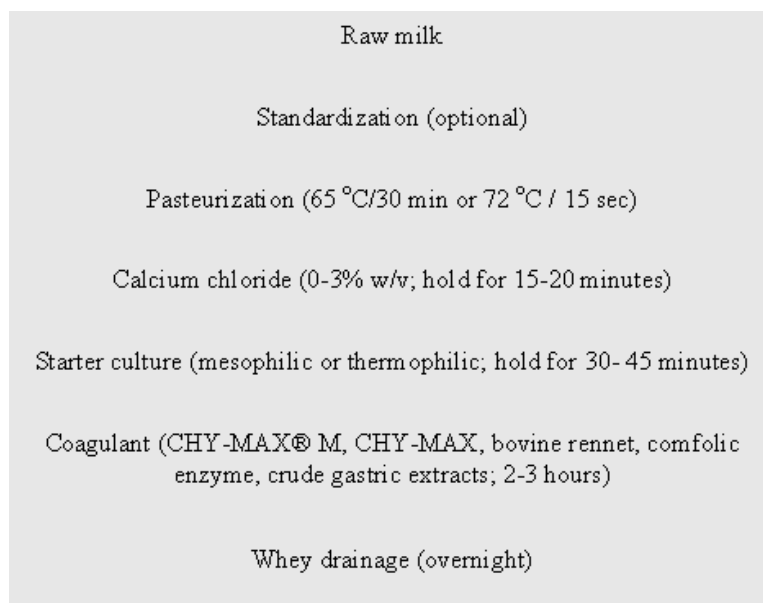 Raw milk
Standardization (optional)
Pasteurization (65 °C/30 min or 72 °C / 15 sec)
Calcium chloride (0-3% w/v; hold for 15-20 minutes)
Starter culture (mesophilic or thermophilic; hold for 30- 45 minutes)
Coagulant (CHY-MAX® M, CHY-MAX, bovine rennet, comfolic
enzyme, crude gastric extracts; 2-3 hours)
Whey drainage (overnight)